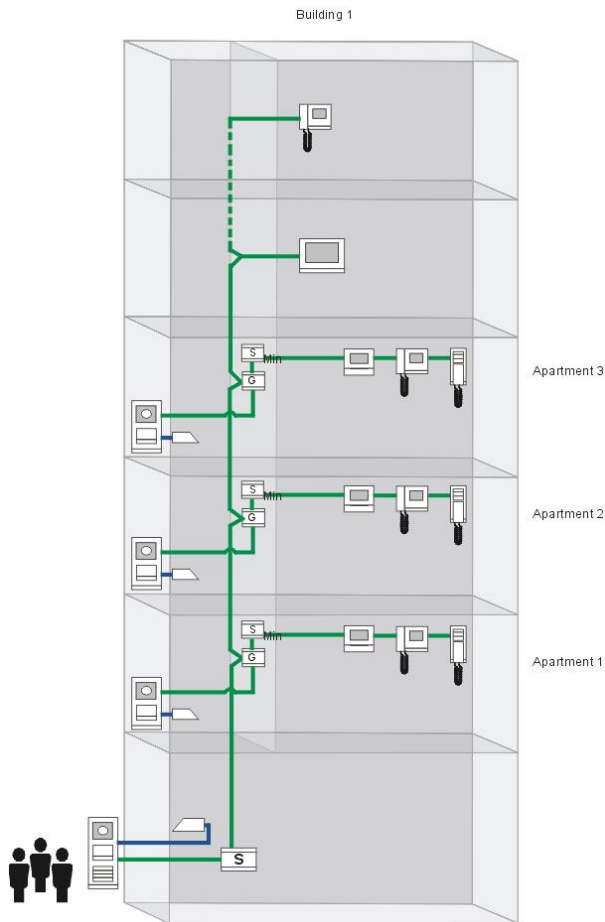 Building 1
S
Min
G
Apartment 3
S
Min
G
Apartment 2
S
Min
G
Apartment 1
S